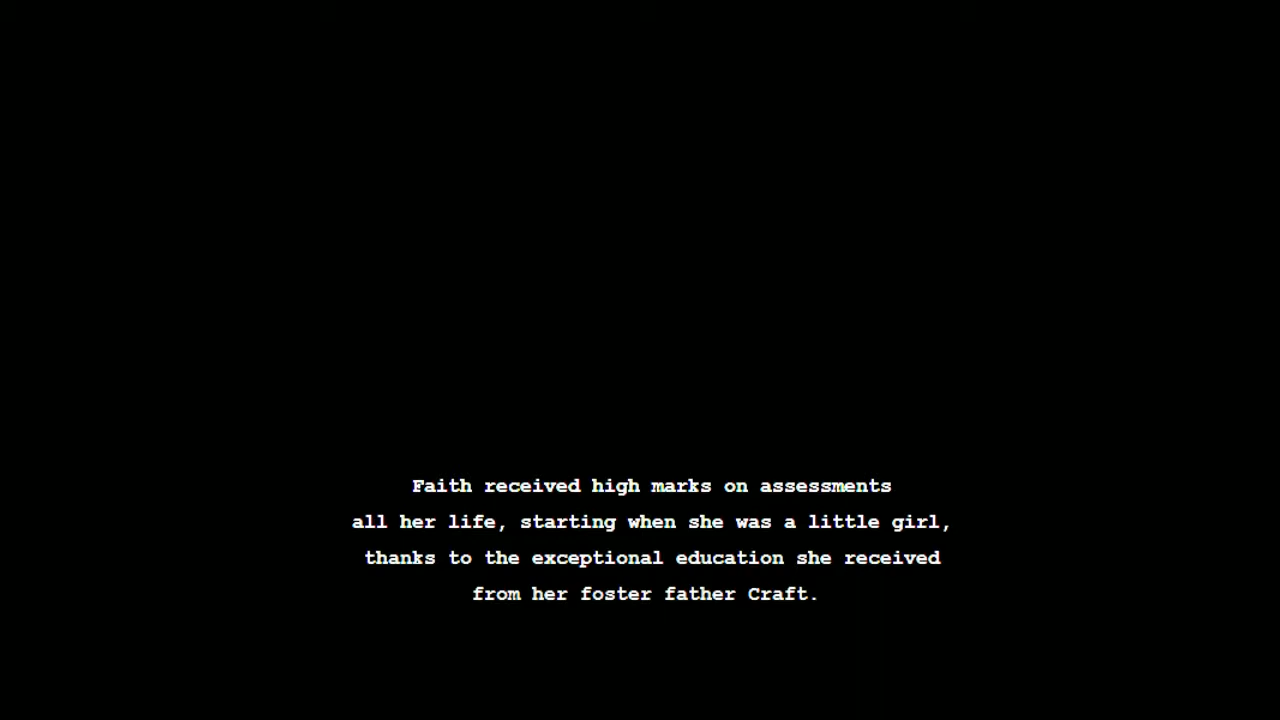 Faith received high marks on assessments
all her life, starting when she was a little girl,
thanks to the exceptional education she received
from her foster father Craft.